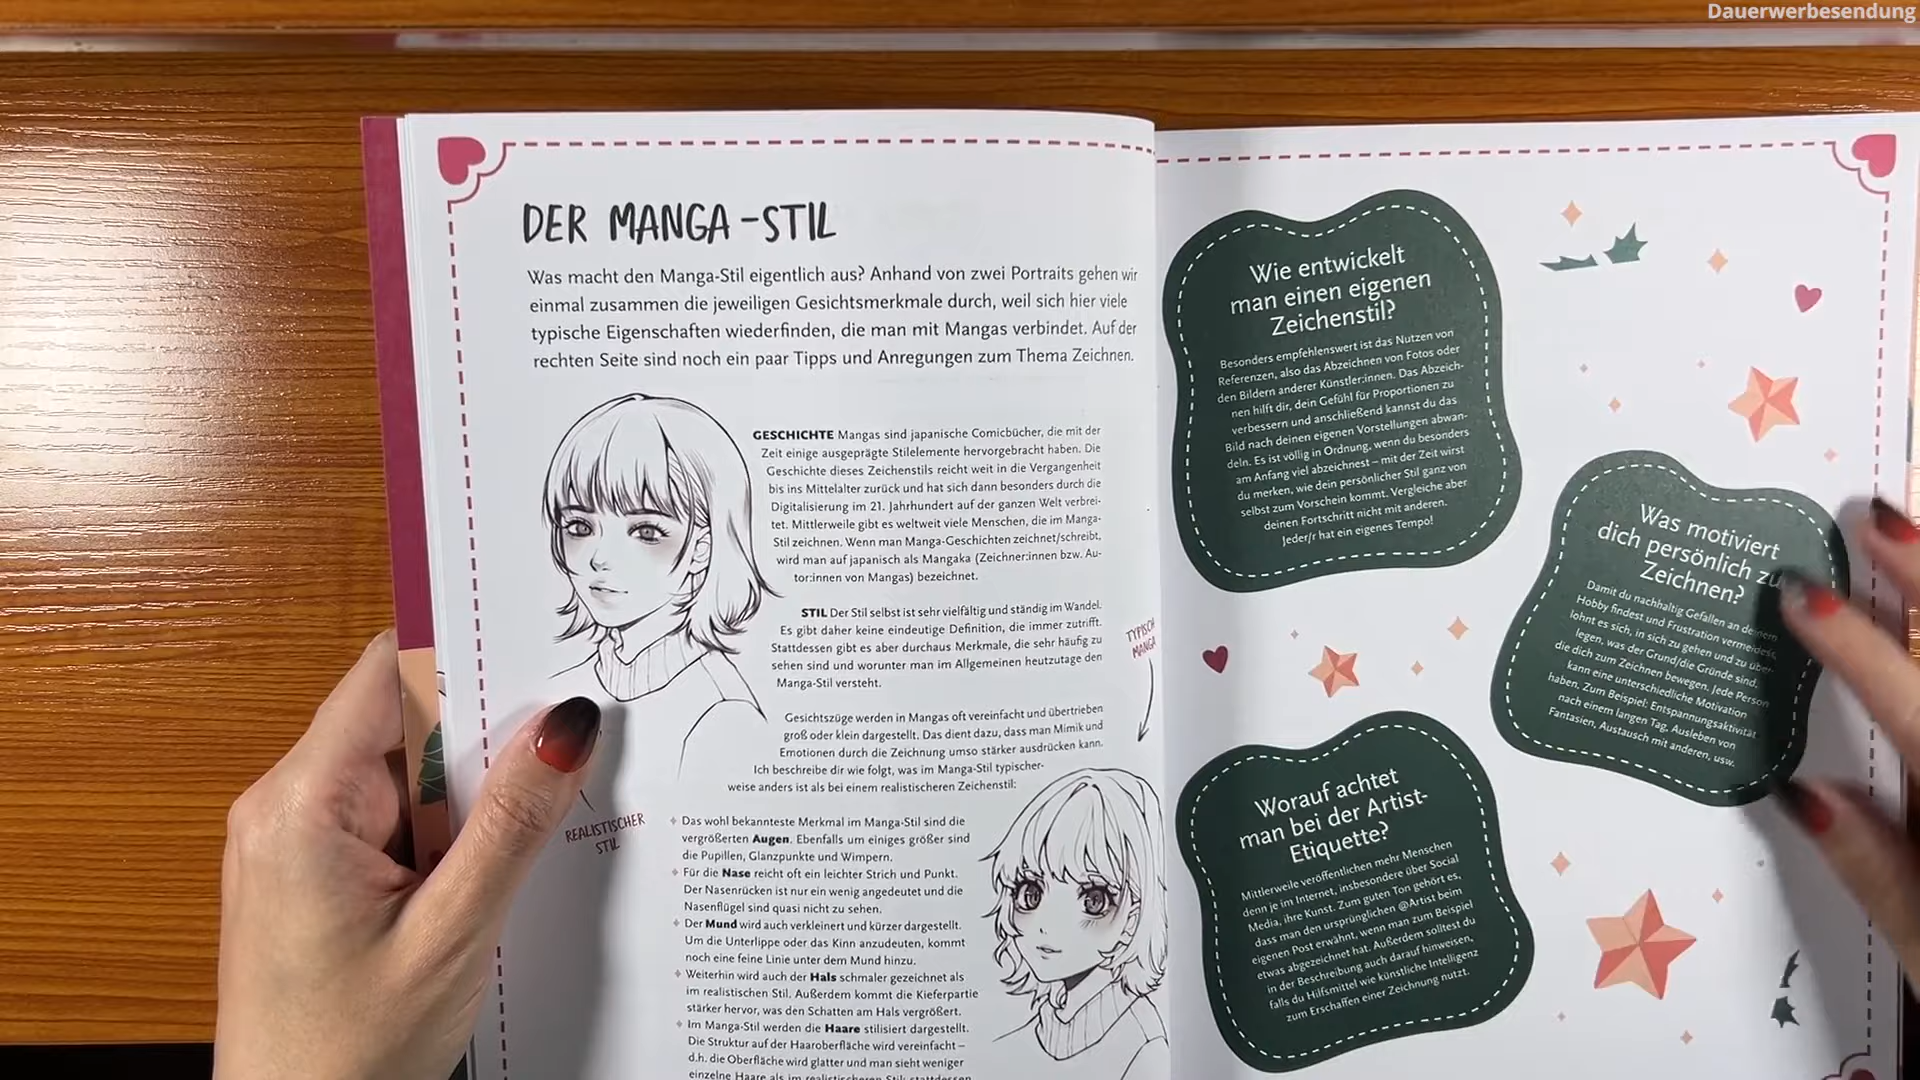 Dauerwerbesendung
DER MANGA-STIL
Was macht den Manga-Stil eigentlich aus? Anhand von zwei Portraits gehen wir
einmal zusammen die jeweiligen Gesichtsmerkmale durch, weil sich hier viele
typische Eigenschaften wiederfinden, die man mit Mangas verbindet. Auf der
rechten Seite sind noch ein paar Tipps und Anregungen zum Thema Zeichnen.
GESCHICHTE Mangas sind japanische Comicbücher, die mit der
Zeit einige ausgeprägte Stilelemente hervorgebracht haben. Die
Geschichte dieses Zeichenstils reicht weit in die Vergangenheit
bis ins Mittelalter zurück und hat sich dann besonders durch die
Digitalisierung im 21. Jahrhundert auf der ganzen Welt verbrei-
tet. Mittlerweile gibt es weltweit viele Menschen, die im Manga-
Stil zeichnen. Wenn man Manga-Geschichten zeichnet/schreibt,
wird man auf japanisch als Mangaka (Zeichner:innen bzw. Au-
tor:innen von Mangas) bezeichnet.
STIL Der Stil selbst ist sehr vielfältig und ständig im Wandel.
Es gibt daher keine eindeutige Definition, die immer zutrifft.
Stattdessen gibt es aber durchaus Merkmale, die sehr häufig zu
sehen sind und worunter man im Allgemeinen heutzutage den
Manga-Stil versteht.
Gesichtszüge werden in Mangas oft vereinfacht und übertrieben
groß oder klein dargestellt. Das dient dazu, dass man Mimik und
Emotionen durch die Zeichnung umso stärker ausdrücken kann.
Ich beschreibe dir wie folgt, was im Manga-Stil typischer-
weise anders ist als bei einem realistischeren Zeichenstil:
REALISTISCHER
STIL
TYPISCH
MANGA
Das wohl bekannteste Merkmal im Manga-Stil sind die
vergrößerten Augen. Ebenfalls um einiges größer sind
die Pupillen, Glanzpunkte und Wimpern.
Für die Nase reicht oft ein leichter Strich und Punkt.
Der Nasenrücken ist nur ein wenig angedeutet und die
Nasenflügel sind quasi nicht zu sehen.
Der Mund wird auch verkleinert und kürzer dargestellt.
Um die Unterlippe oder das Kinn anzudeuten, kommt
noch eine feine Linie unter dem Mund hinzu.
Weiterhin wird auch der Hals schmaler gezeichnet als
im realistischen Stil. Außerdem kommt die Kieferpartie
stärker hervor, was den Schatten am Hals vergrößert.
Im Manga-Stil werden die Haare stilisiert dargestellt.
Die Struktur auf der Haaroberfläche wird vereinfacht –
d.h. die Oberfläche wird glatter und man sieht weniger
einzelne Haare als im realistischeren Stil; stattdessen
Wie entwickelt
man einen eigenen
Zeichenstil?
Besonders empfehlenswert ist das Nutzen von
Referenzen, also das Abzeichnen von Fotos oder
den Bildern anderer Künstler:innen. Das Abzeich-
nen hilft dir, dein Gefühl für Proportionen zu
verbessern und anschließend kannst du das
Bild nach deinen eigenen Vorstellungen abwan-
deln. Es ist völlig in Ordnung, wenn du besonders
am Anfang viel abzeichnest – mit der Zeit wirst
du merken, wie dein persönlicher Stil ganz von
selbst zum Vorschein kommt. Vergleiche aber
deinen Fortschritt nicht mit anderen.
Jeder/r hat ein eigenes Tempo!
Was motiviert
dich persönlich zu
Zeichnen?
Damit du nachhaltig Gefallen an deinem
Hobby findest und Frustration vermeidest,
lohnt es sich, in sich zu gehen und zu über-
legen, was der Grund/die Gründe sind,
die dich zum Zeichnen bewegen. Jede Person
kann eine unterschiedliche Motivation
haben. Zum Beispiel: Entspannungsaktivität
nach einem langen Tag, Ausleben von
Fantasien, Austausch mit anderen, usw.
Worauf achtet
man bei der Artist-
Etiquette?
Mittlerweile veröffentlichen mehr Menschen
denn je im Internet, insbesondere über Social
Media, ihre Kunst. Zum guten Ton gehört es,
dass man den ursprünglichen @Artist beim
eigenen Post erwähnt, wenn man zum Beispiel
etwas abgezeichnet hat. Außerdem solltest du
in der Beschreibung auch darauf hinweisen,
falls du Hilfsmittel wie künstliche Intelligenz
zum Erschaffen einer Zeichnung nutzt.